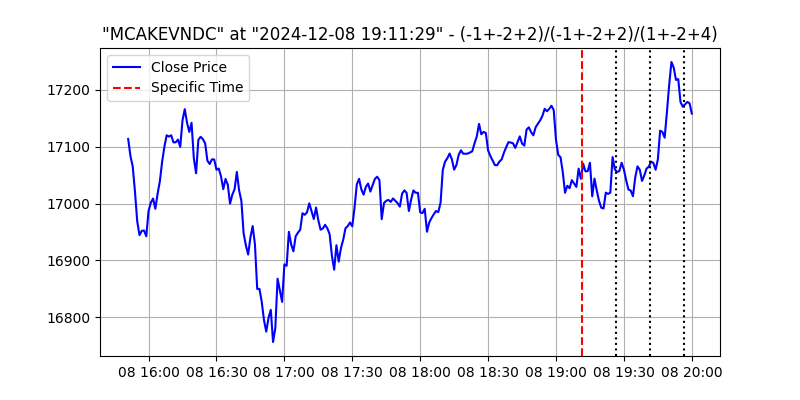 "MCAKEVNDC" at "2024-12-08 19:11:29" - (-1+-2+2)/(-1+-2+2)/(1+-2+4)
Close Price
Specific Time
17200
17100
17000
16900
16800
08 16:00 08 16:30 08 17:00 08 17:30 08 18:00 08 18:30 08 19:00 08 19:30 08 20:00